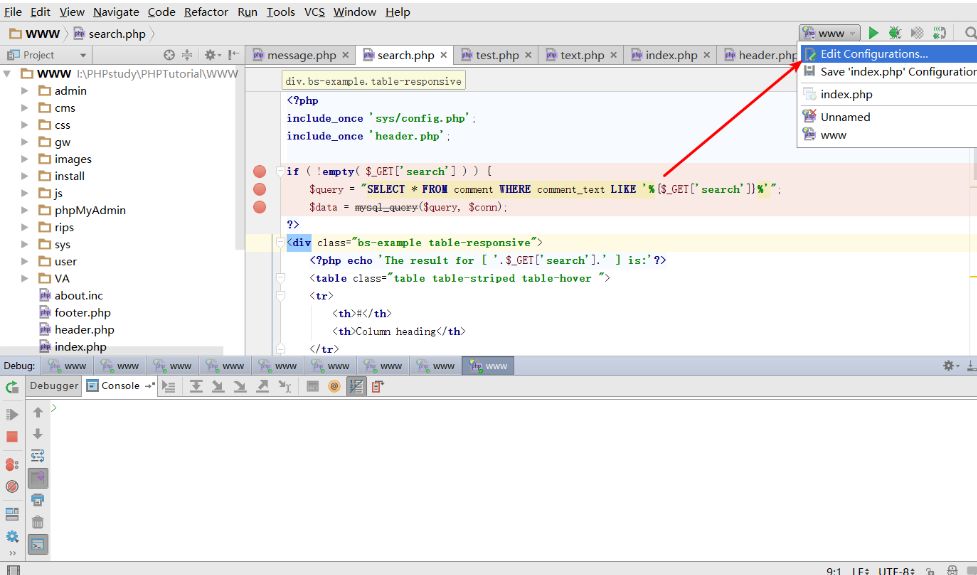 File Edit View Navigate Code Refactor Run Tools VCS Window Help
WWW search.php
www
Project
message.php search.php test.php text.php index.php header.php
Edit Configurations...
Save 'index.php' Configuration
index.php
Unnamed
www
WWW I:\PHPstudy\PHPTutorial\WWW
admin
cms
css
gw
images
install
js
phpMyAdmin
rips
sys
user
VA
about.inc
footer.php
header.php
index.php
div.bs-example.table-responsive
<?php
include_once 'sys/config.php';
include_once 'header.php';
if ( !empty( $_GET['search'] ) ) {
$query = "SELECT * FROM comment WHERE comment_text LIKE '%{$_GET['search']}%'";
$data = mysql_query($query, $conn);
?>
<div class="bs-example table-responsive">
<?php echo 'The result for [ '.$_GET['search'].' ] is:'?>
<table class="table table-striped table-hover ">
<tr>
<th>#</th>
<th>Column heading</th>
</tr>
Debug: www www www www www www www www www
Debugger Console
>
9:1 LF UTF-8